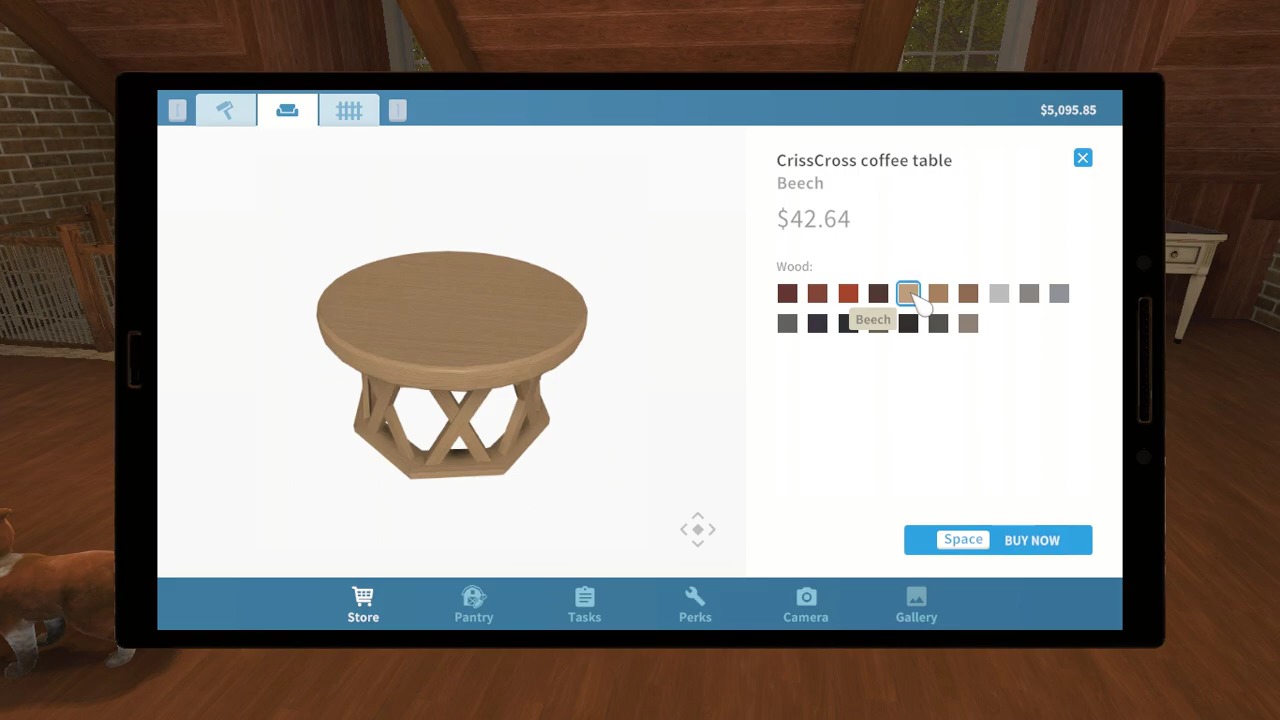 $5,095.85
CrissCross coffee table
Beech
$42.64
Wood:
Beech
Space BUY NOW
Store Pantry Tasks Perks Camera Gallery